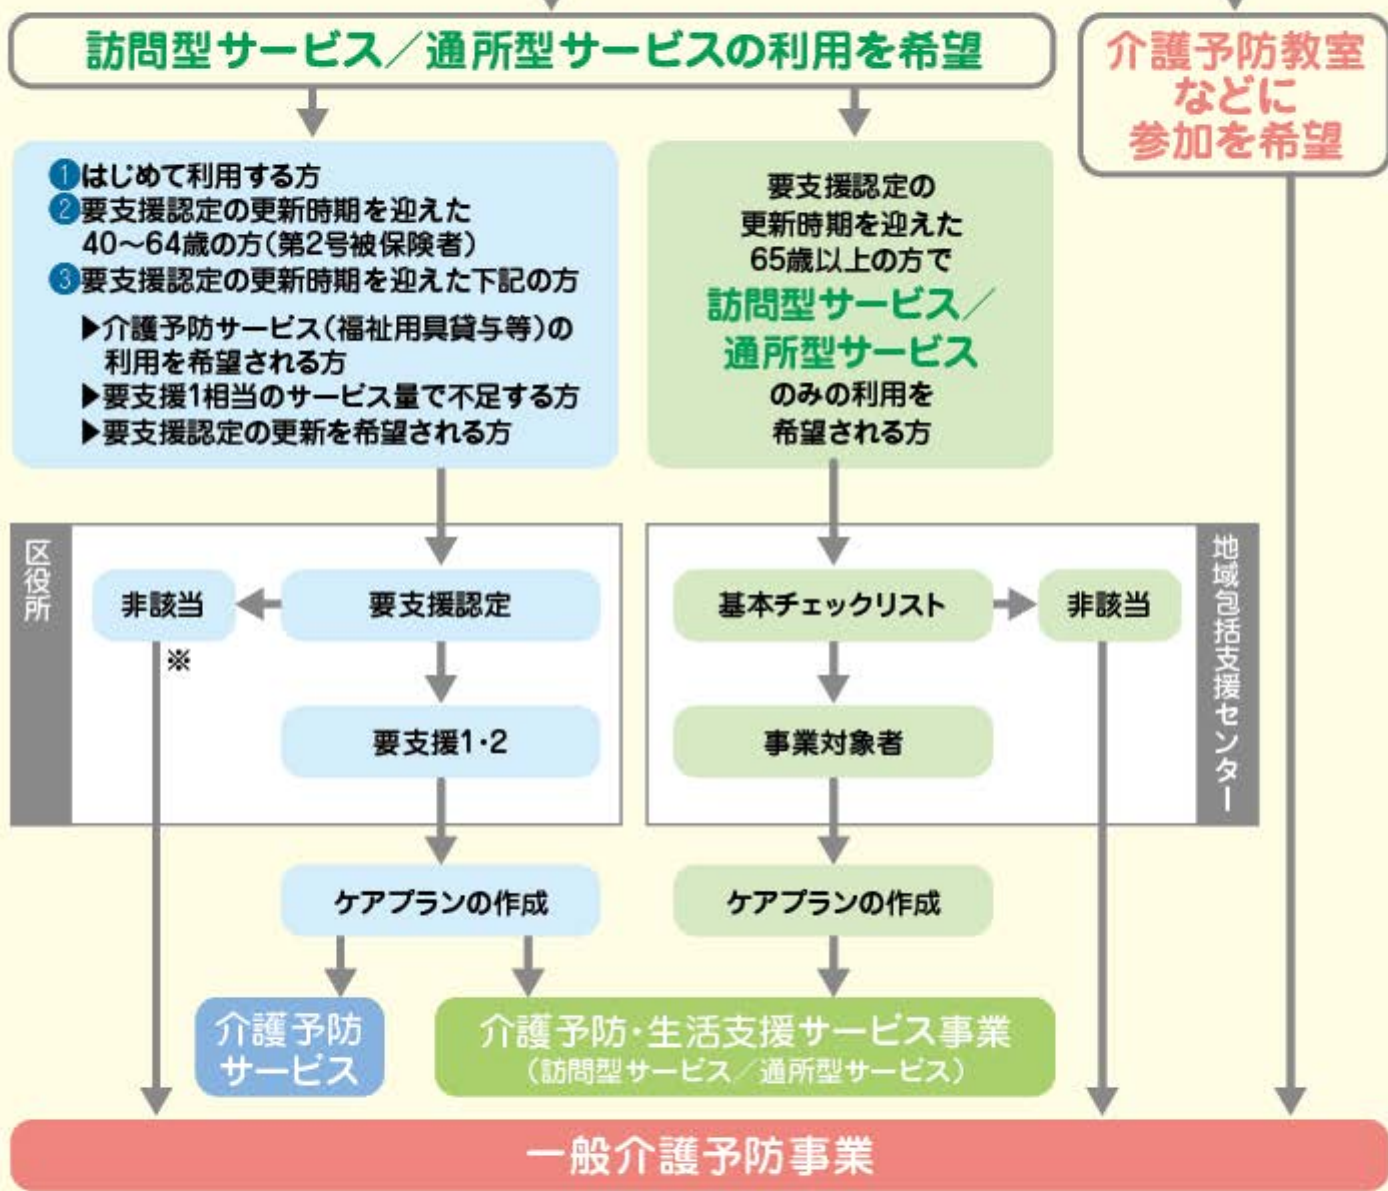 訪問型サービス／通所型サービスの利用を希望
介護予防教室
などに
参加を希望
❶はじめて利用する方
❷要支援認定の更新時期を迎えた
40〜64歳の方（第2号被保険者）
❸要支援認定の更新時期を迎えた下記の方
▶介護予防サービス（福祉用具貸与等）の
利用を希望される方
▶要支援1相当のサービス量で不足する方
▶要支援認定の更新を希望される方
要支援認定の
更新時期を迎えた
65歳以上の方で
訪問型サービス／
通所型サービス
のみの利用を
希望される方
区役所
非該当
※
要支援認定
要支援1・2
基本チェックリスト
非該当
事業対象者
地域包括支援センター
ケアプランの作成
ケアプランの作成
介護予防
サービス
介護予防・生活支援サービス事業
（訪問型サービス／通所型サービス）
一般介護予防事業